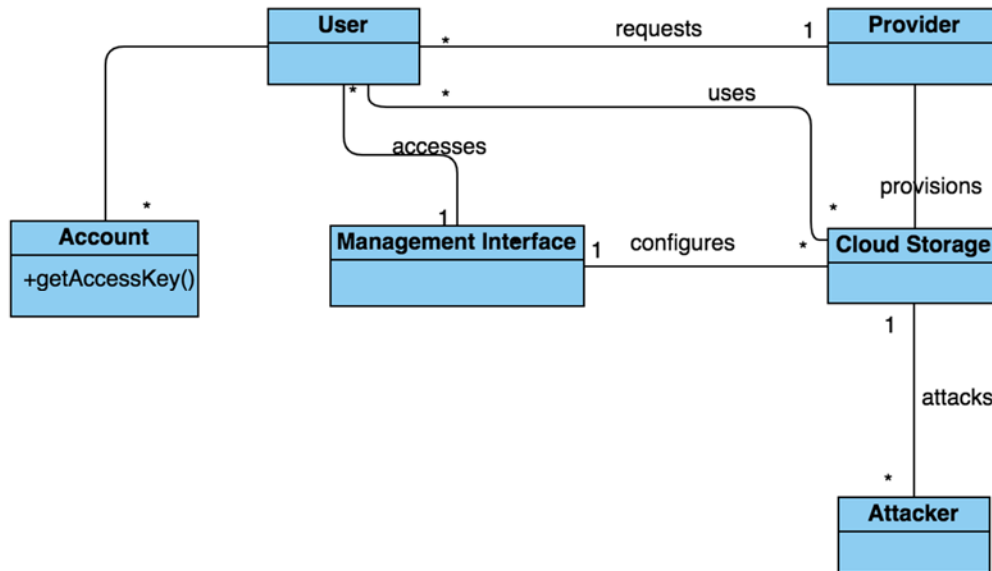 User
*
requests
1
Provider
*
*
uses
accesses
provisions
*
*
Account
+getAccessKey()
1
Management Interface
1
configures
*
Cloud Storage
1
attacks
*
Attacker